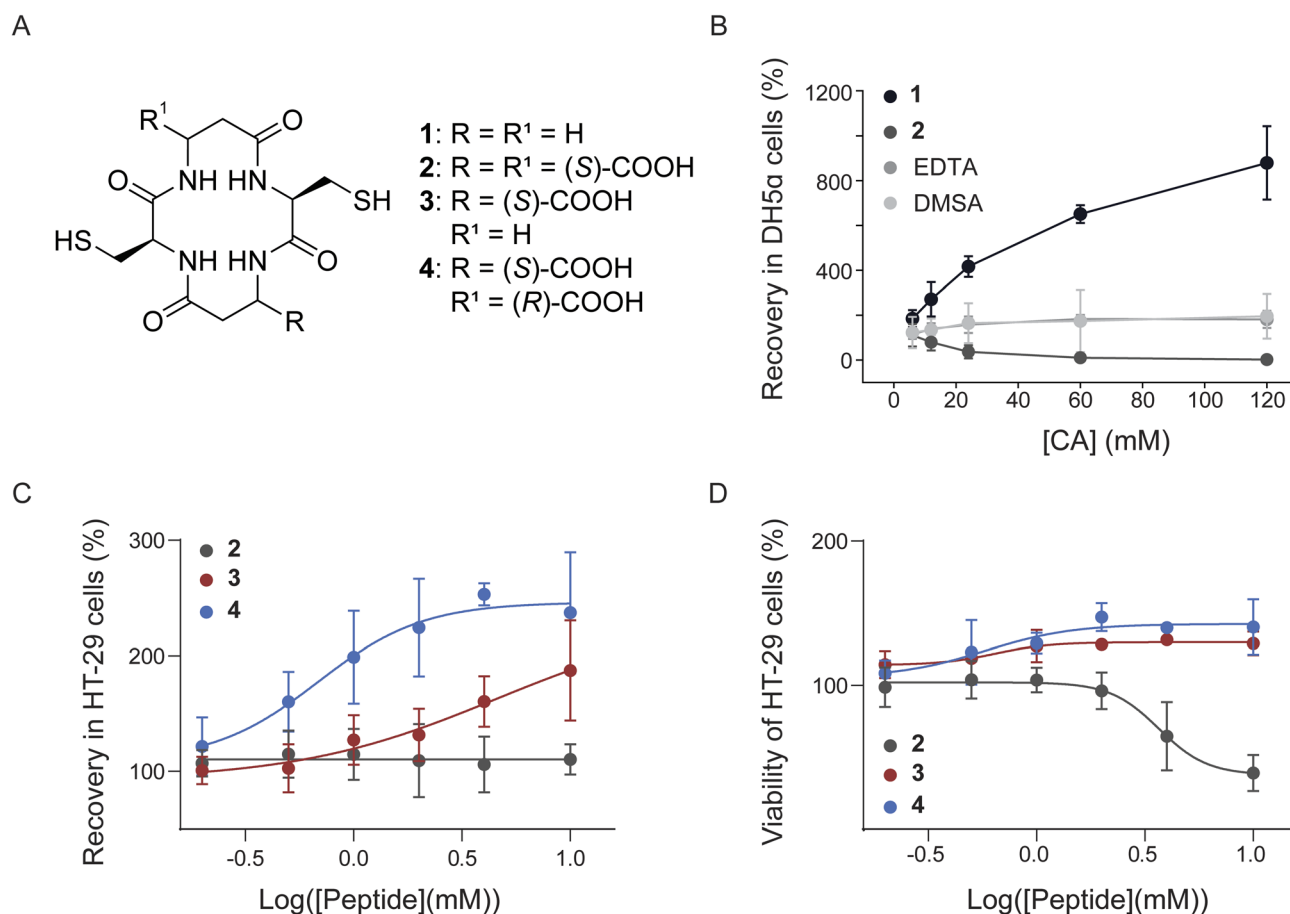 A
R¹
O
O
NH HN
SH
HS
NH HN
O
O
R
1: R = R¹ = H
2: R = R¹ = (S)-COOH
3: R = (S)-COOH
R¹ = H
4: R = (S)-COOH
R¹ = (R)-COOH
B
Recovery in DH5α cells (%)
1200
800
400
0
1
2
EDTA
DMSA
0 20 40 60 80 100 120
[CA] (mM)
C
Recovery in HT-29 cells (%)
300
200
100
2
3
4
-0.5 0.0 0.5 1.0
Log([Peptide](mM))
D
Viability of HT-29 cells (%)
200
100
2
3
4
-0.5 0.0 0.5 1.0
Log([Peptide](mM))